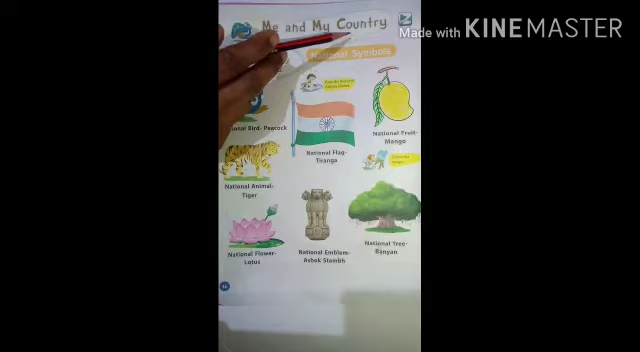 Me and My Country
Made with KINEMASTER
National Symbols
ional Bird- Peacock
National Flag-
Tiranga
National Fruit-
Mango
National Animal-
Tiger
National Flower-
Lotus
National Emblem-
Ashok Stambh
National Tree-
Banyan